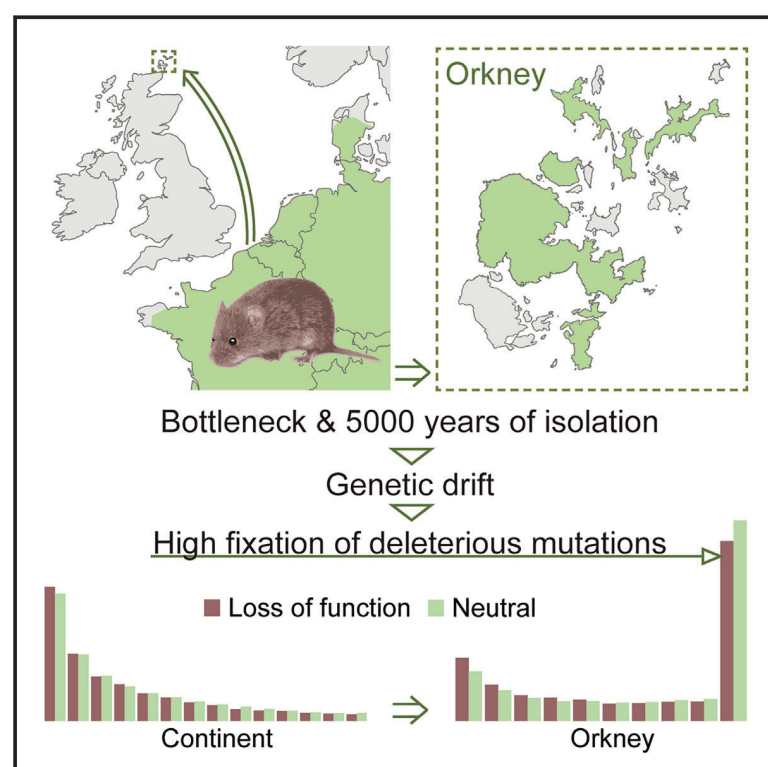 Orkney
Bottleneck & 5000 years of isolation
Genetic drift
High fixation of deleterious mutations
Loss of function
Neutral
Continent
Orkney